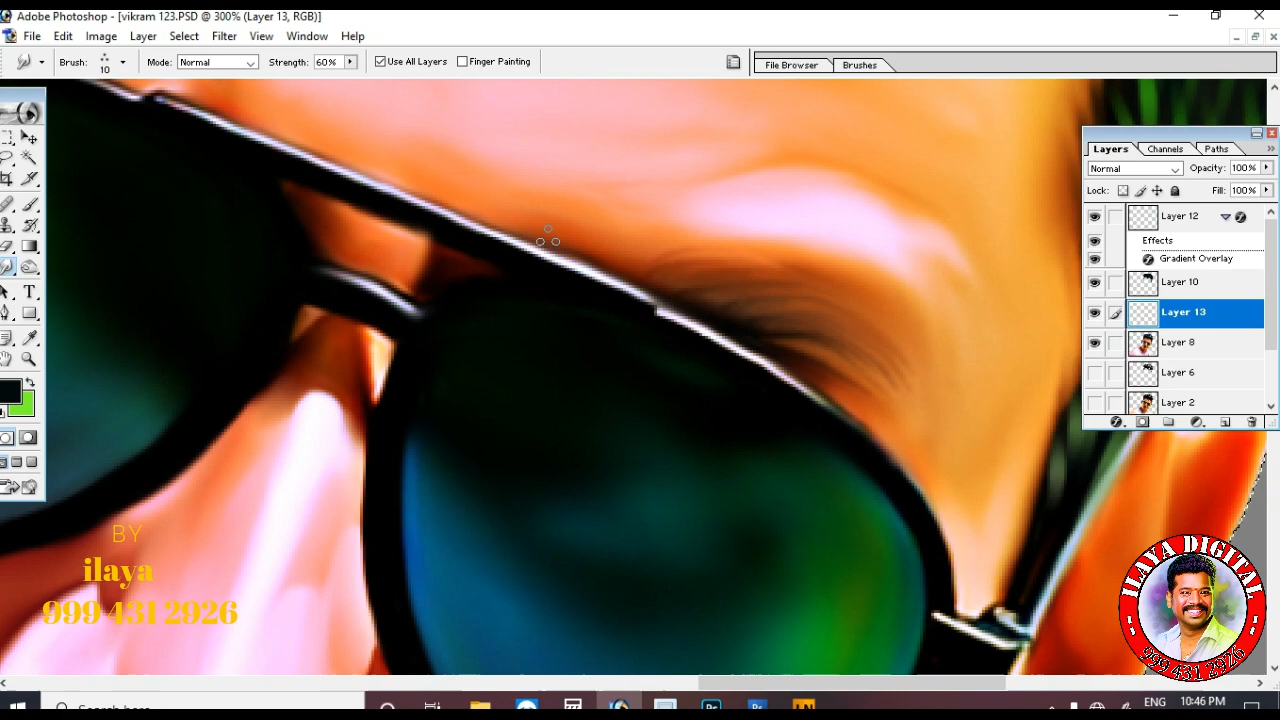 Adobe Photoshop - [vikram 123.PSD @ 300% (Layer 13, RGB)]
File Edit Image Layer Select Filter View Window Help
Brush: 10 Mode: Normal Strength: 60% Use All Layers Finger Painting File Browser Brushes
Layers Channels Paths
Normal Opacity: 100%
Lock: Fill: 100%
Layer 12
Effects
Gradient Overlay
Layer 10
Layer 13
Layer 8
Layer 6
Layer 2
BY
ilaya
999 431 2926
ILAYA DIGITAL
999 431 2926
Search here
ENG 10:46 PM